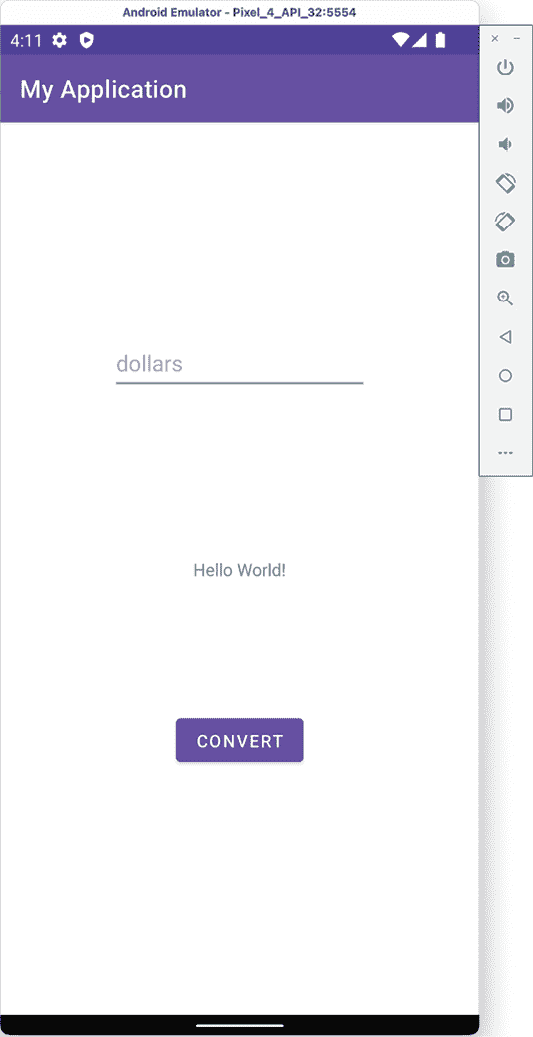 Android Emulator - Pixel_4_API_32:5554
4:11
My Application
dollars
Hello World!
CONVERT